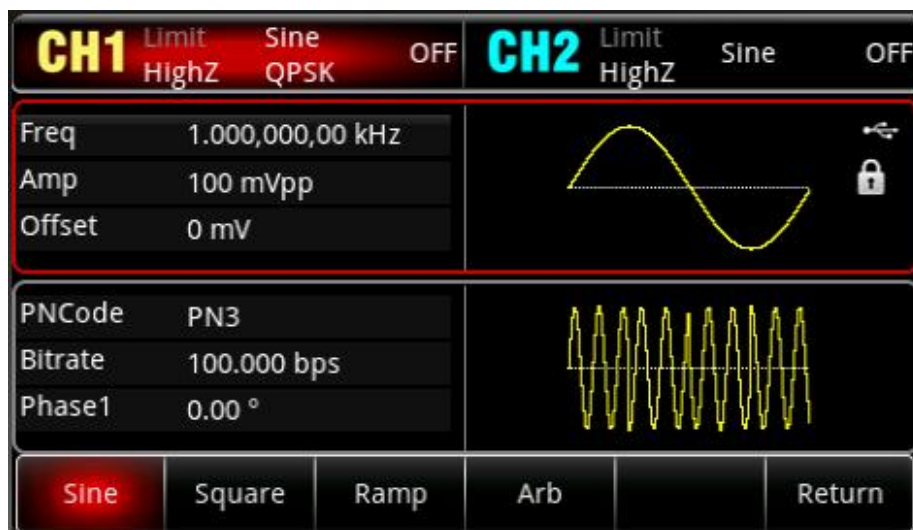 CH1 Limit Sine OFF CH2 Limit Sine OFF
HighZ QPSK HighZ
Freq 1.000,000,00 kHz
Amp 100 mVpp
Offset 0 mV
PNCode PN3
Bitrate 100.000 bps
Phase1 0.00 °
Sine Square Ramp Arb Return